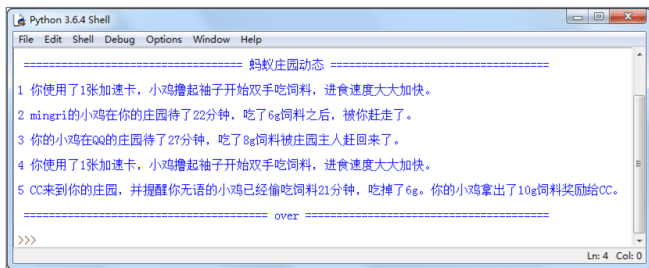 Python 3.6.4 Shell
File Edit Shell Debug Options Window Help
================================== 蚂蚁庄园动态 ==================================
1 你使用了1张加速卡，小鸡撸起袖子开始双手吃饲料，进食速度大大加快。
2 mingri的小鸡在你的庄园待了22分钟，吃了6g饲料之后，被你赶走了。
3 你的小鸡在QQ的庄园待了27分钟，吃了8g饲料被庄园主人赶回来了。
4 你使用了1张加速卡，小鸡撸起袖子开始双手吃饲料，进食速度大大加快。
5 CC来到你的庄园，并提醒你无语的小鸡已经偷吃饲料21分钟，吃掉了6g。你的小鸡拿出了10g饲料奖励给CC。
====================================== over ======================================
>>>
Ln: 4 Col: 0